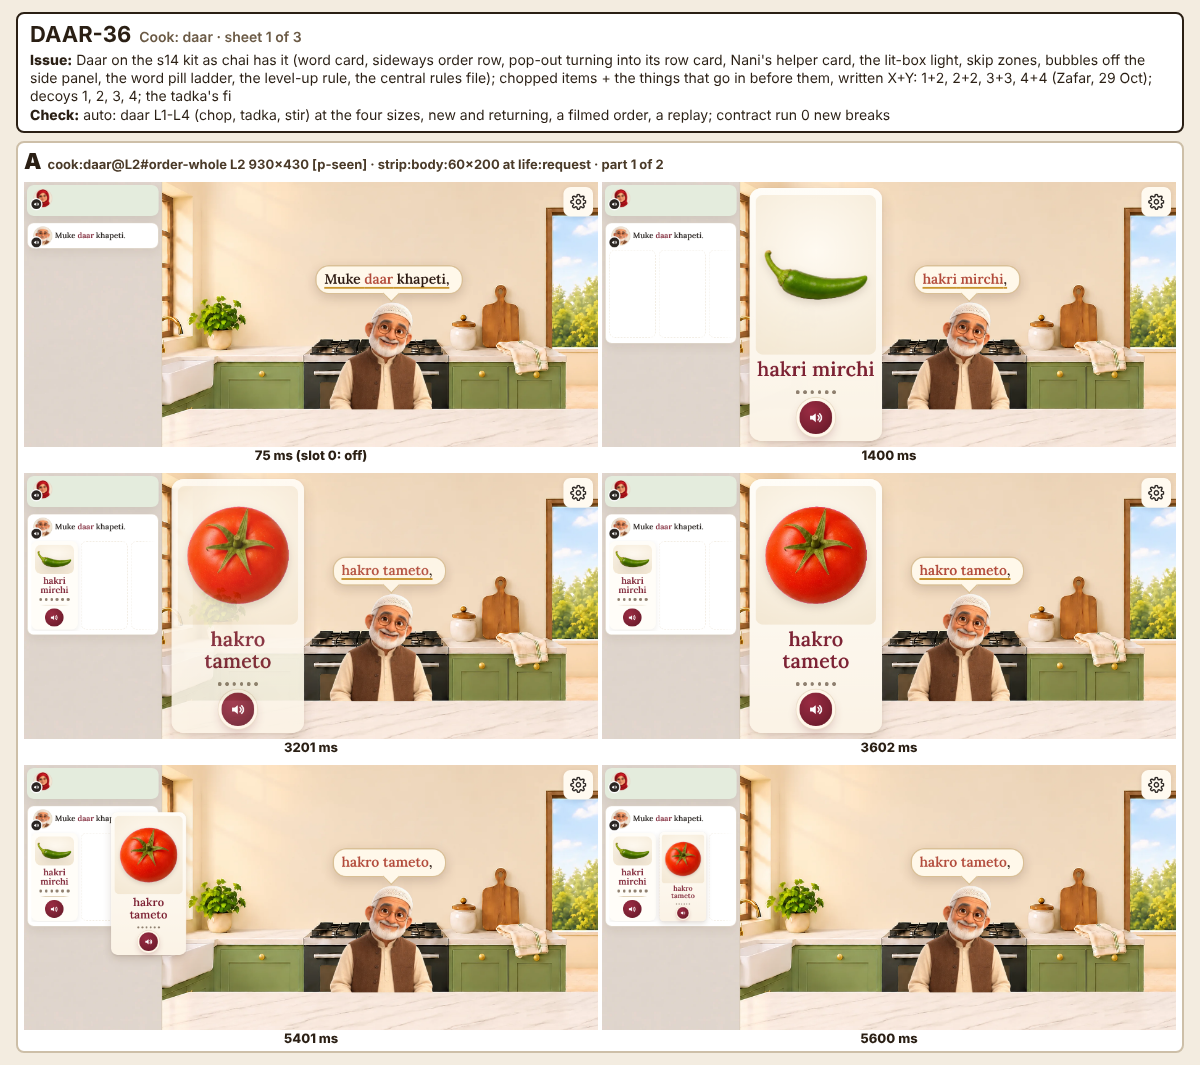 DAAR-36 Cook: daar · sheet 1 of 3
Issue: Daar on the s14 kit as chai has it (word card, sideways order row, pop-out turning into its row card, Nani's helper card, the lit-box light, skip zones, bubbles off the
side panel, the word pill ladder, the level-up rule, the central rules file); chopped items + the things that go in before them, written X+Y: 1+2, 2+2, 3+3, 4+4 (Zafar, 29 Oct);
decoys 1, 2, 3, 4; the tadka's fi
Check: auto: daar L1-L4 (chop, tadka, stir) at the four sizes, new and returning, a filmed order, a replay; contract run 0 new breaks
A cook:daar@L2#order-whole L2 930×430 [p-seen] · strip:body:60×200 at life:request · part 1 of 2
Muke daar khapeti.
Muke daar khapeti,
75 ms (slot 0: off)
Muke daar khapeti.
hakri mirchi,
hakri mirchi
1400 ms
Muke daar khapeti.
hakri
mirchi
hakro tameto,
hakro
tameto
3201 ms
Muke daar khapeti.
hakri
mirchi
hakro tameto,
hakro
tameto
3602 ms
Muke daar khap
hakri
mirchi
hakro
tameto
hakro tameto,
5401 ms
Muke daar khapeti.
hakri
mirchi
hakro
tameto
hakro tameto,
5600 ms